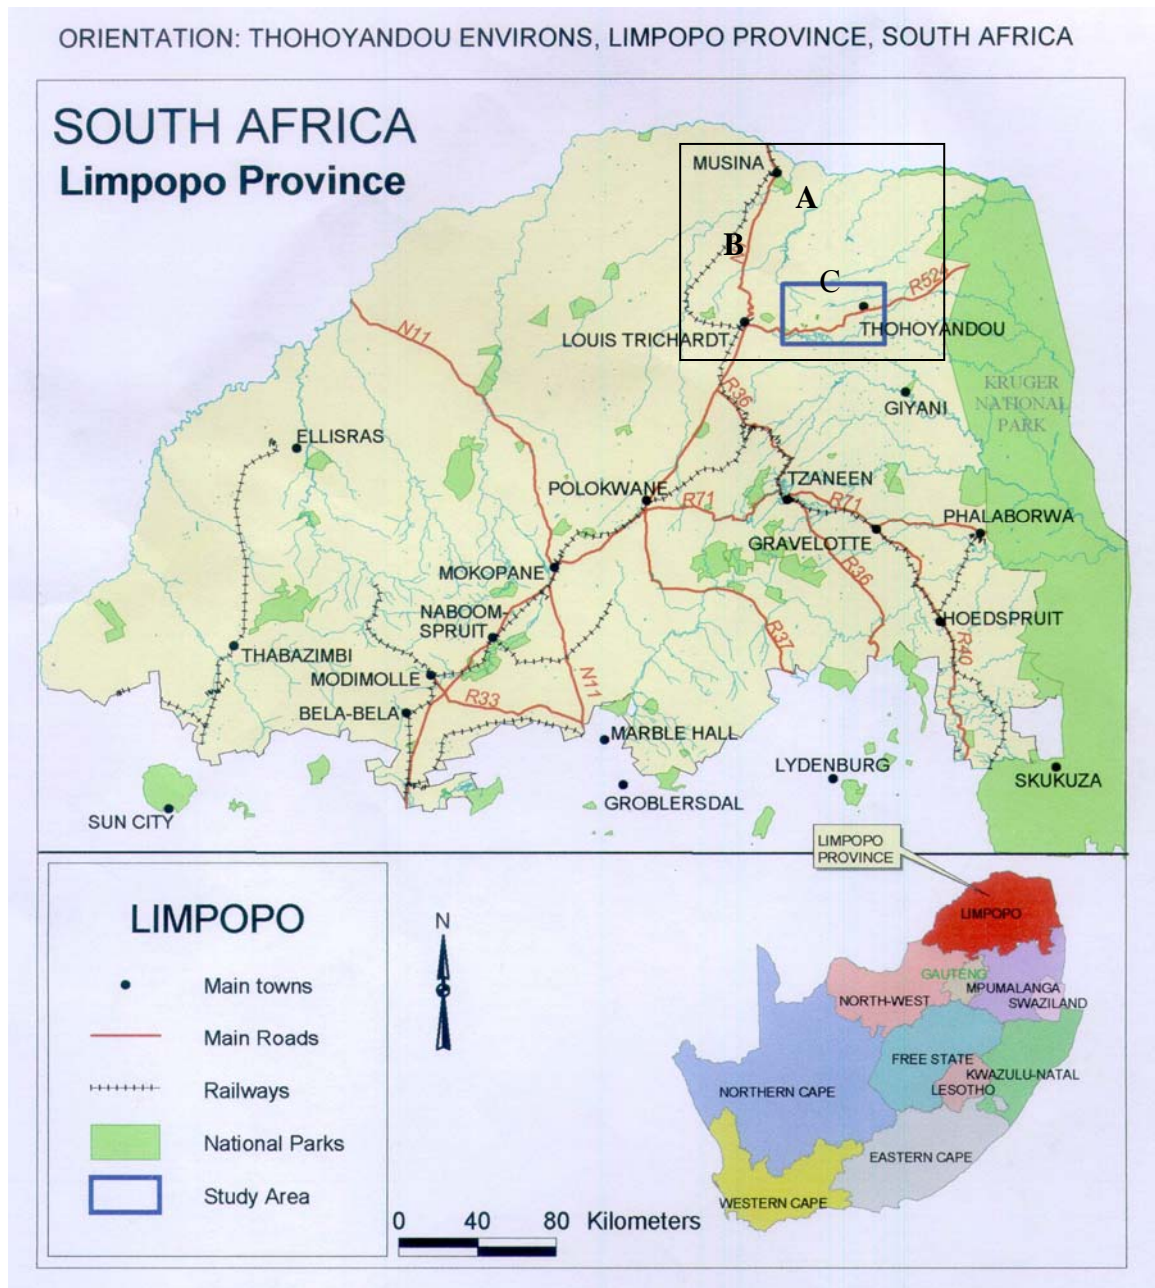 ORIENTATION: THOHOYANDOU ENVIRONS, LIMPOPO PROVINCE, SOUTH AFRICA
SOUTH AFRICA
Limpopo Province
MUSINA
A
B
C
R524
THOHOYANDOU
LOUIS TRICHARDT
N11
R36
GIYANI
KRUGER
NATIONAL
PARK
ELLISRAS
POLOKWANE
R71
TZANEEN
R71
PHALABORWA
GRAVELOTTE
R36
MOKOPANE
NABOOM-
SPRUIT
HOEDSPRUIT
R37
R40
THABAZIMBI
MODIMOLLE
R33
N11
BELA-BELA
MARBLE HALL
LYDENBURG
SKUKUZA
GROBLERSDAL
SUN CITY
LIMPOPO
PROVINCE
LIMPOPO
Main towns
Main Roads
Railways
National Parks
Study Area
N
0 40 80 Kilometers
LIMPOPO
GAUTENG
MPUMALANGA
NORTH-WEST
SWAZILAND
FREE STATE
KWAZULU-NATAL
LESOTHO
NORTHERN CAPE
EASTERN CAPE
WESTERN CAPE